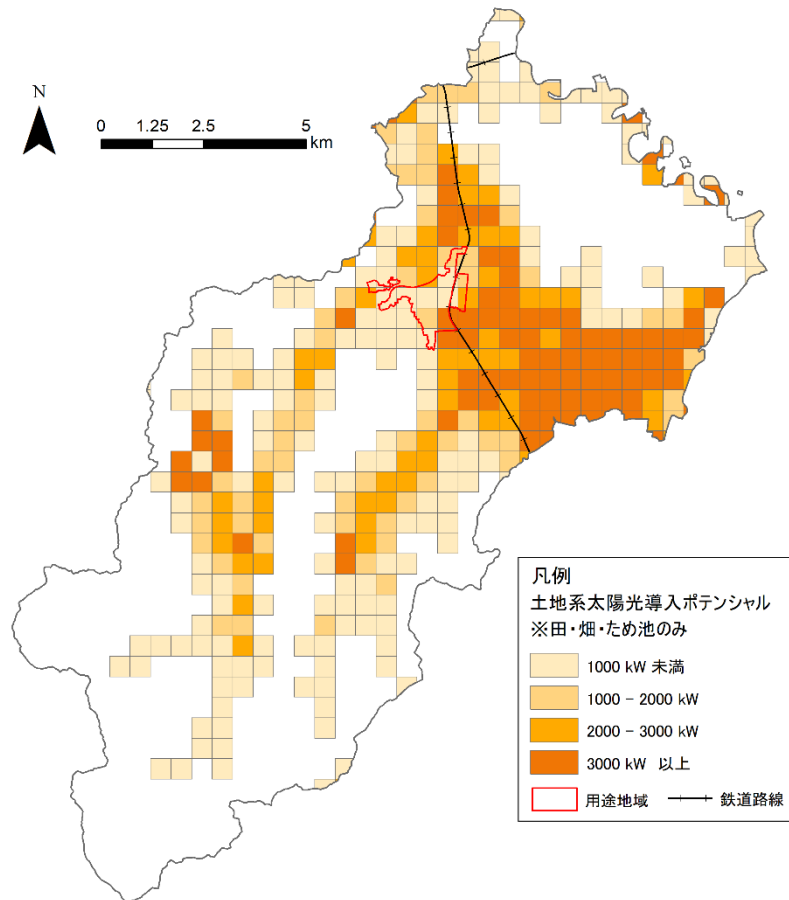 N
0 1.25 2.5 5
km
凡例
土地系太陽光導入ポテンシャル
※田・畑・ため池のみ
1000 kW 未満
1000 − 2000 kW
2000 − 3000 kW
3000 kW 以上
用途地域 鉄道路線